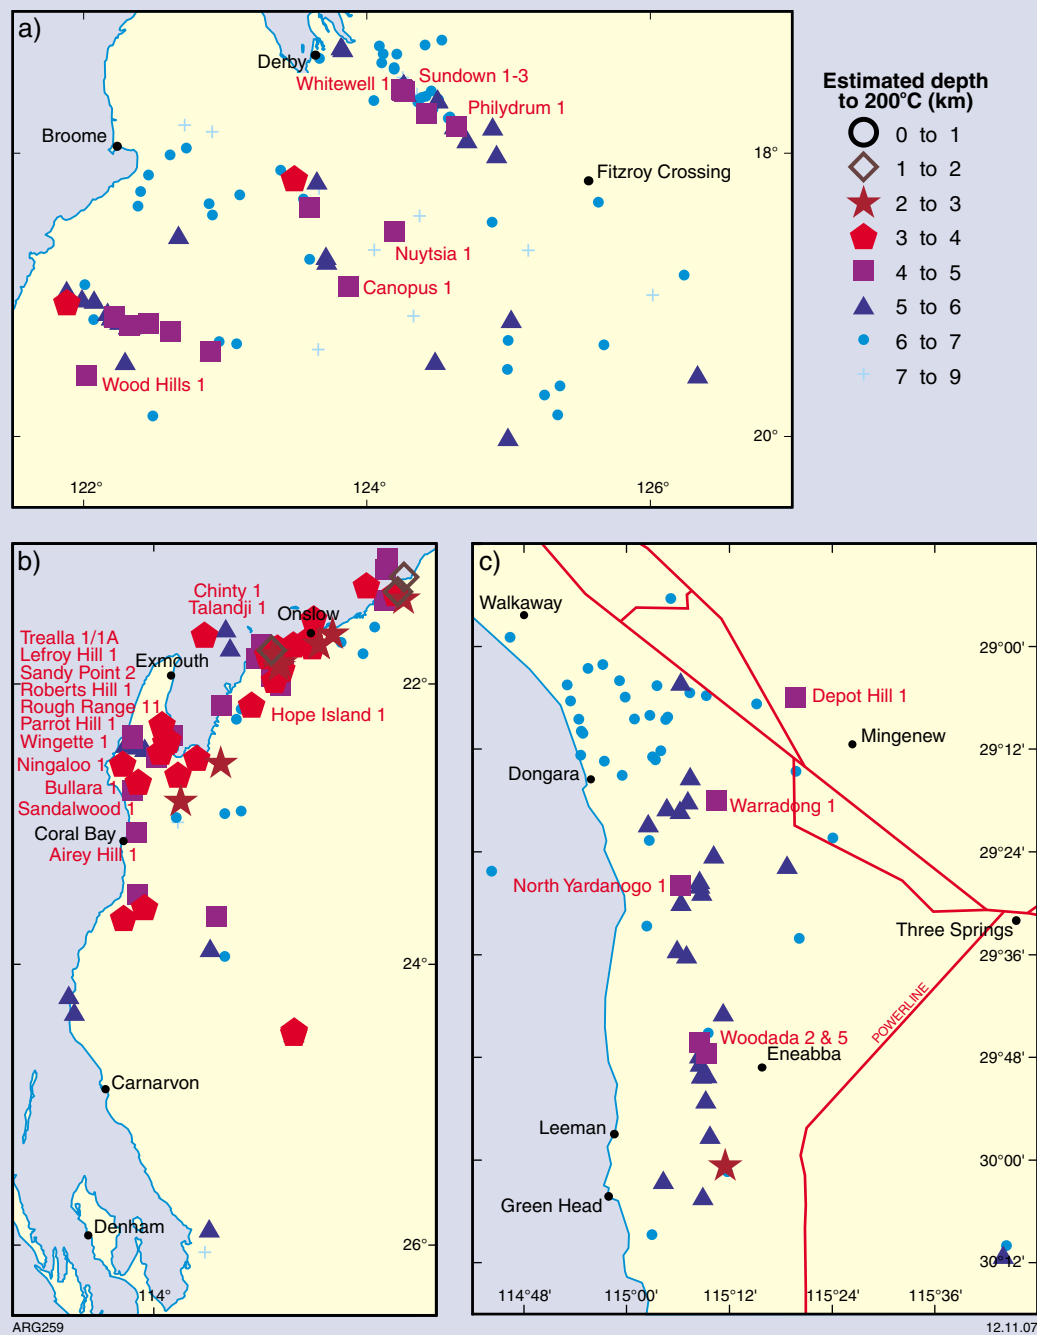 a)
Derby
Whitewell 1
Sundown 1-3
Philydrum 1
Broome
18°
Fitzroy Crossing
Nuytsia 1
Canopus 1
Wood Hills 1
20°
122°
124°
126°
Estimated depth
to 200°C (km)
0 to 1
1 to 2
2 to 3
3 to 4
4 to 5
5 to 6
6 to 7
7 to 9
b)
Chinty 1
Talandji 1
Onslow
Trealla 1/1A
Lefroy Hill 1
Exmouth
Sandy Point 2
Roberts Hill 1
22°
Rough Range 11
Hope Island 1
Parrot Hill 1
Wingette 1
Ningaloo 1
Bullara 1
Sandalwood 1
Coral Bay
Airey Hill 1
24°
Carnarvon
Denham
26°
114°
c)
Walkaway
29°00'
Depot Hill 1
Mingenew
29°12'
Dongara
Warradong 1
29°24'
North Yardanogo 1
Three Springs
29°36'
POWERLINE
Woodada 2 & 5
Eneabba
29°48'
Leeman
30°00'
Green Head
30°12'
114°48'
115°00'
115°12'
115°24'
115°36'
ARG259
12.11.07